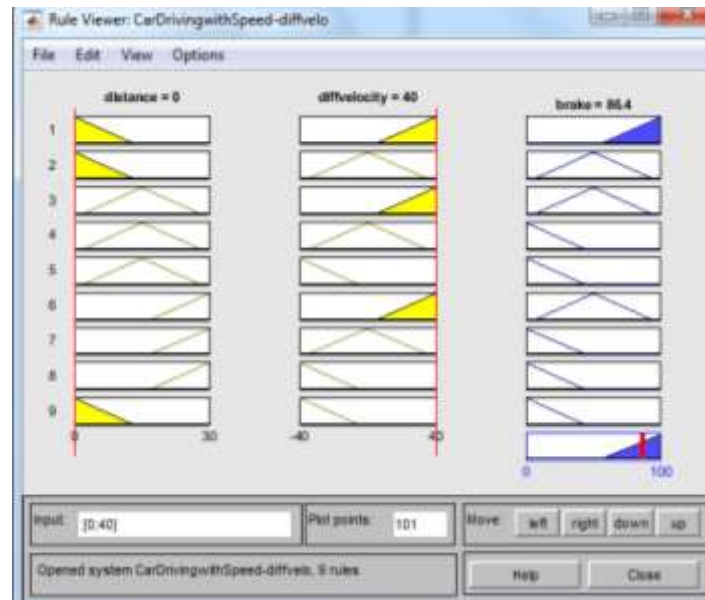 Rule Viewer: CarDrivingwithSpeed-diffvelo
File Edit View Options
distance = 0 diffvelocity = 40 brake = 86.4
1
2
3
4
5
6
7
8
9
0 30 -40 40
0 100
Input: [0;40] Plot points: 101 Move: left right down up
Opened system CarDrivingwithSpeed-diffvelo, 9 rules Help Close